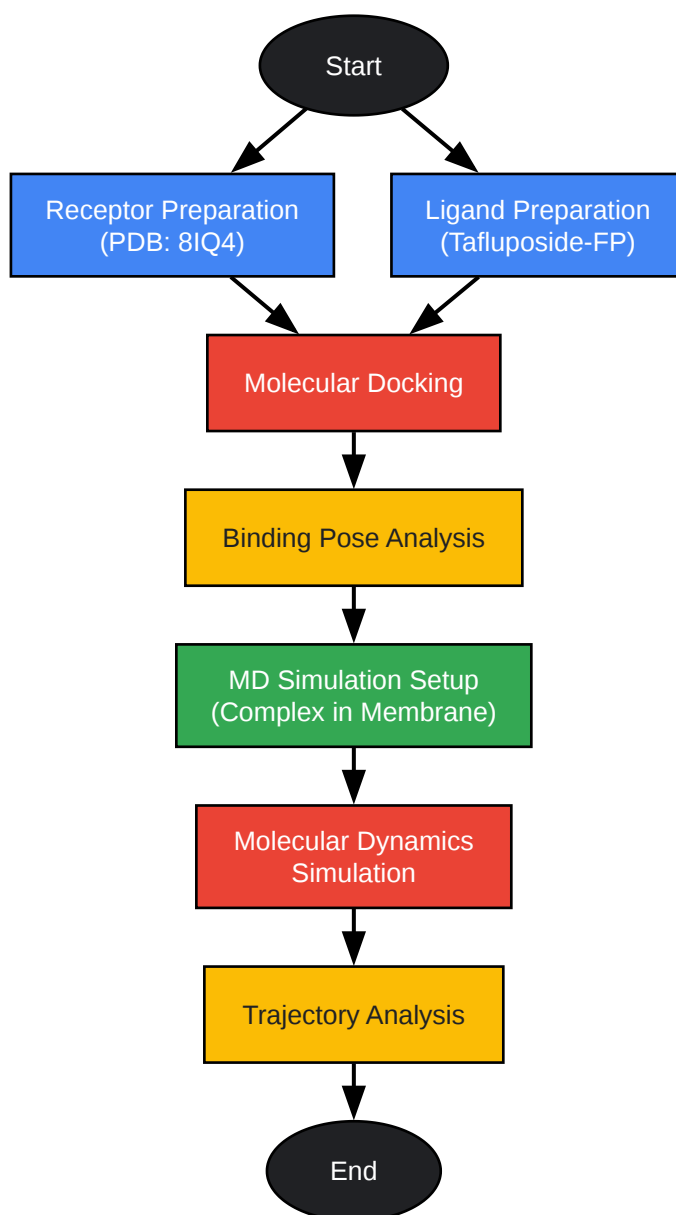 Start
Receptor Preparation
(PDB: 8IQ4)
Ligand Preparation
(Tafluposide-FP)
Molecular Docking
Binding Pose Analysis
MD Simulation Setup
(Complex in Membrane)
Molecular Dynamics
Simulation
Trajectory Analysis
End